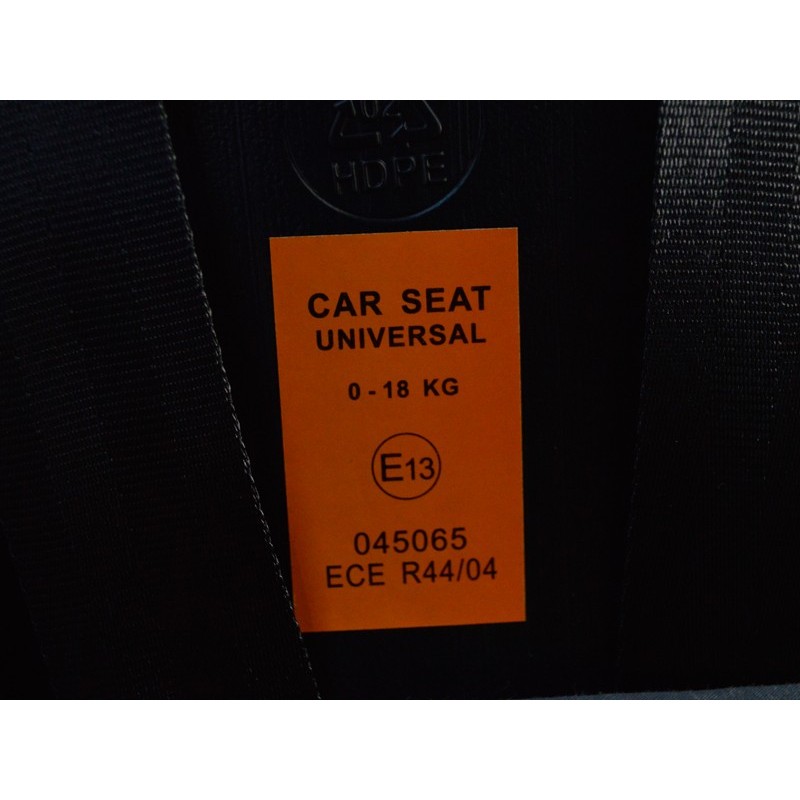 HDPE
CAR SEAT
UNIVERSAL
0 - 18 KG
E13
045065
ECE R44/04